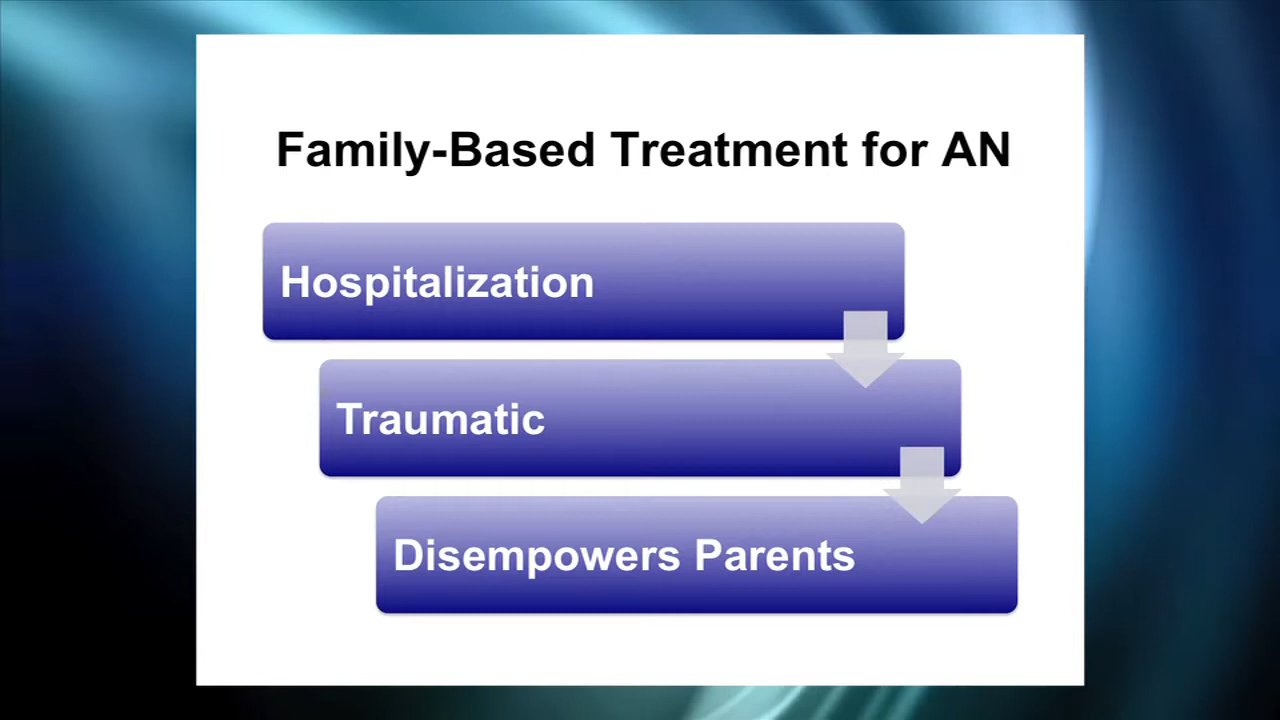 Family-Based Treatment for AN
Hospitalization
Traumatic
Disempowers Parents